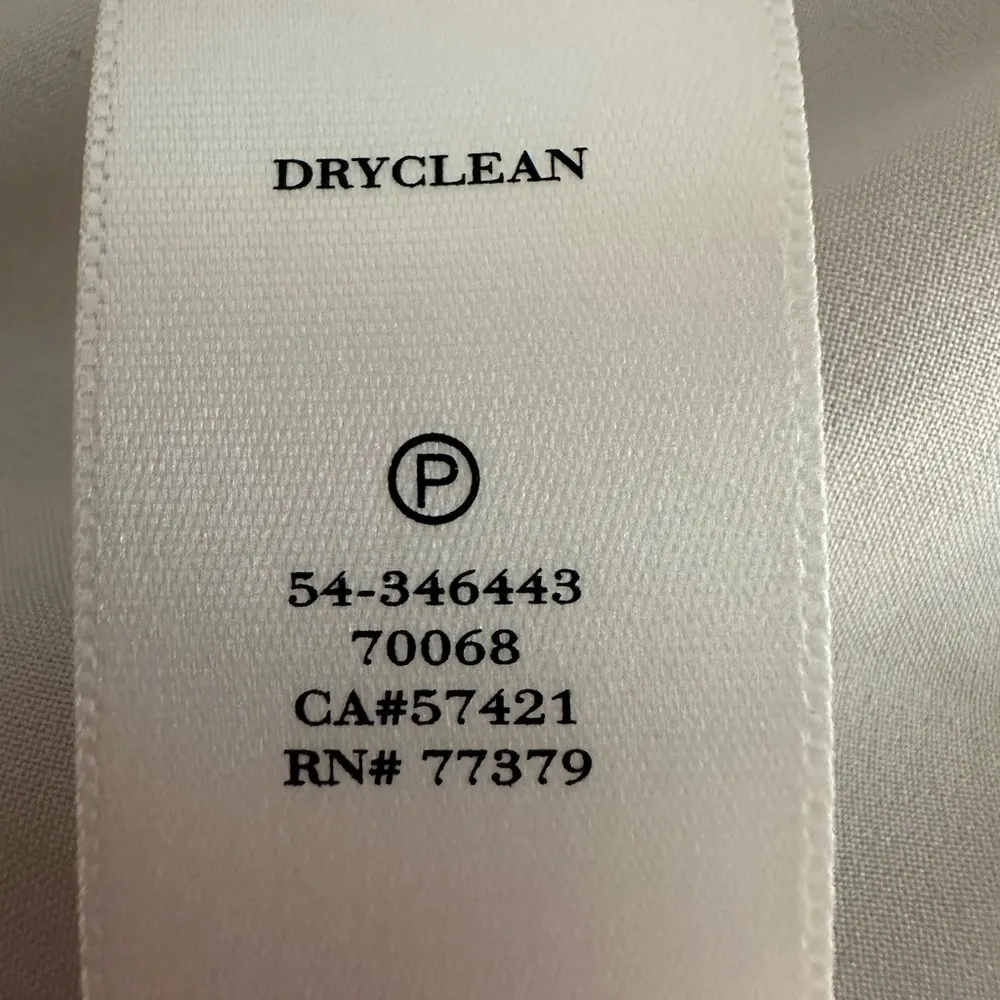 DRYCLEAN
P
54-346443
70068
CA#57421
RN# 77379